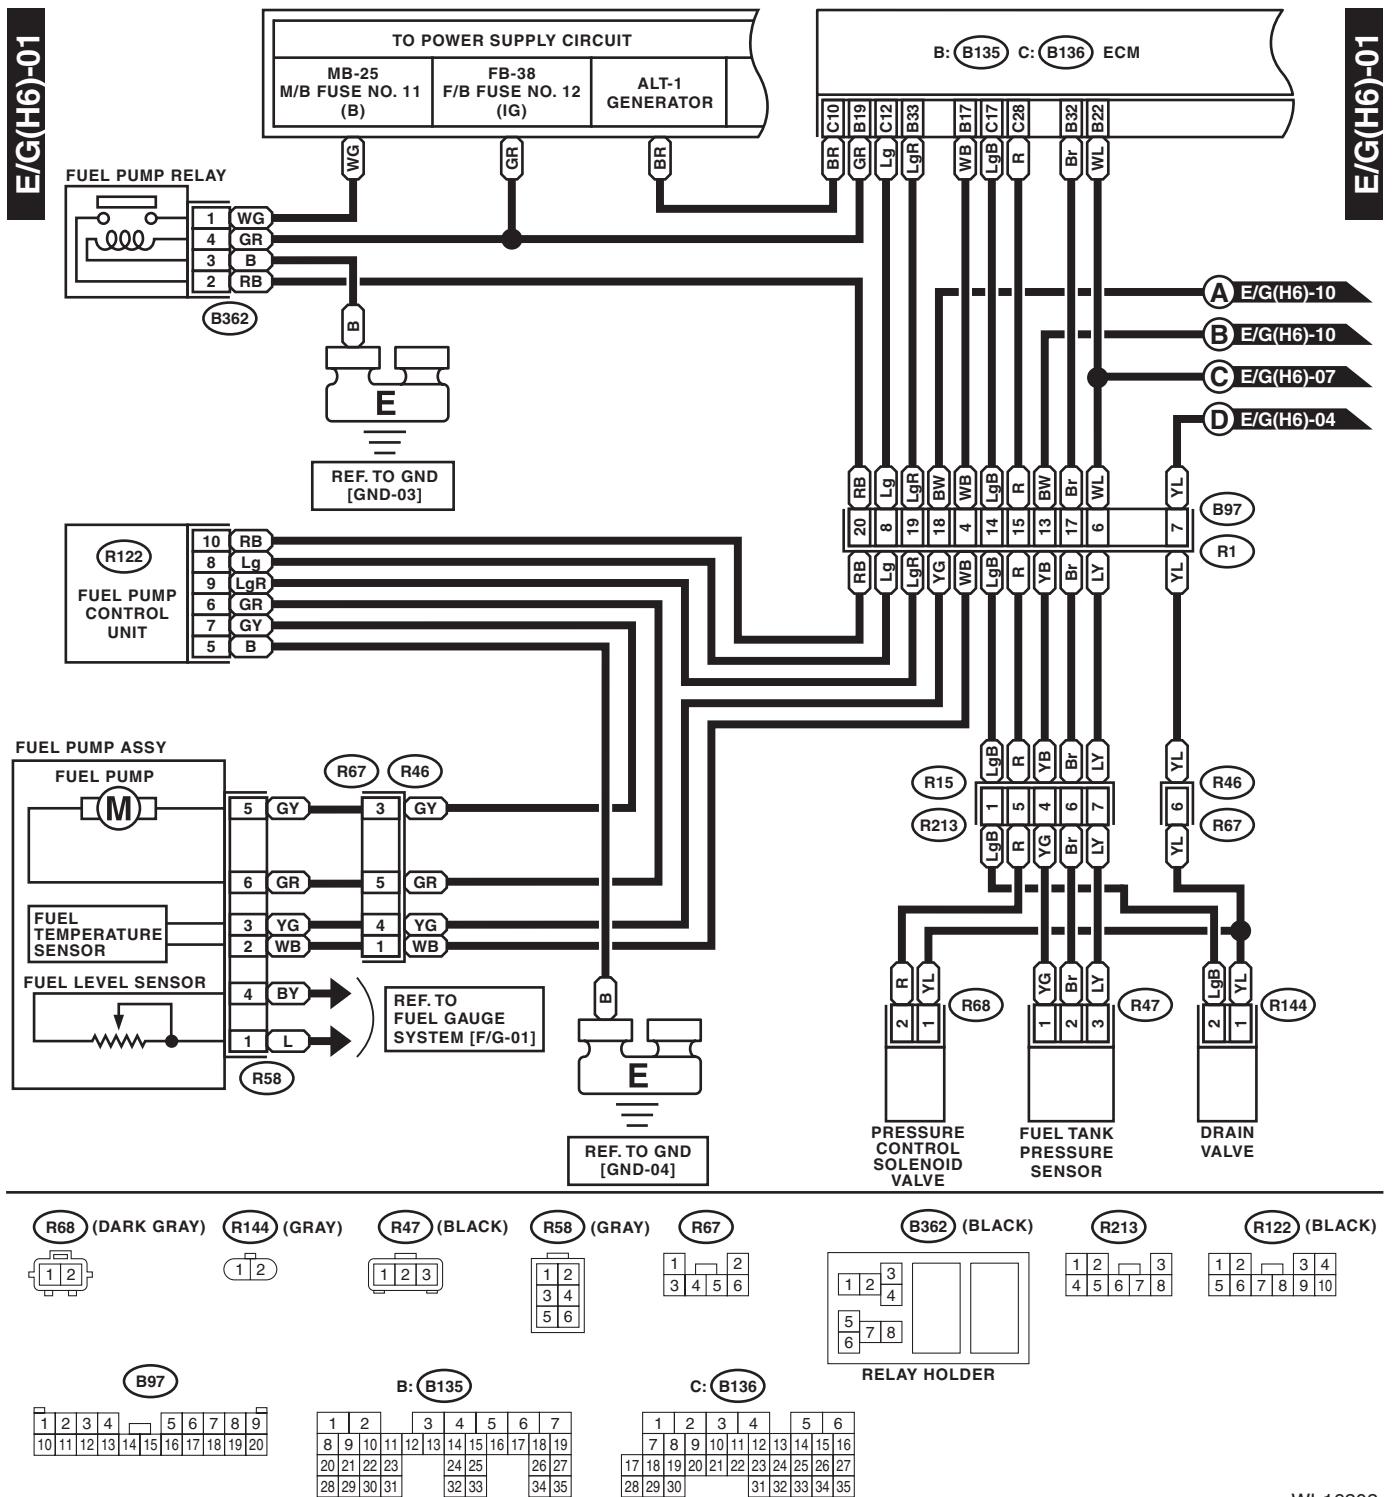 E/G(H6)-01
E/G(H6)-01
TO POWER SUPPLY CIRCUIT
MB-25
M/B FUSE NO. 11
(B)
FB-38
F/B FUSE NO. 12
(IG)
ALT-1
GENERATOR
B: B135 C: B136 ECM
C10 B19 C12 B33 B17 C17 C28 B32 B22
WG GR BR
BR GR Lg LgR WB LgB R Br WL
FUEL PUMP RELAY
1 WG
4 GR
3 B
2 RB
B362
B
E
REF. TO GND
[GND-03]
A E/G(H6)-10
B E/G(H6)-10
C E/G(H6)-07
D E/G(H6)-04
RB Lg LgR BW WB LgB R BW Br WL YL
20 8 19 18 4 14 15 13 17 6 7
B97
R1
RB Lg LgR YG WB LgB R YB Br LY YL
R122
FUEL PUMP
CONTROL
UNIT
10 RB
8 Lg
9 LgR
6 GR
7 GY
5 B
FUEL PUMP ASSY
FUEL PUMP
M
R67 R46
5 GY 3 GY
6 GR 5 GR
FUEL
TEMPERATURE
SENSOR
3 YG 4 YG
2 WB 1 WB
FUEL LEVEL SENSOR
4 BY
1 L
R58
REF. TO
FUEL GAUGE
SYSTEM [F/G-01]
B
E
REF. TO GND
[GND-04]
LgB R YB Br LY YL
R15
1 5 4 6 7 6
R46
R213
R67
LgB R YG Br LY YL
R YL YG Br LY LgB YL
2 1 R68
1 2 3 R47
2 1 R144
PRESSURE
CONTROL
SOLENOID
VALVE
FUEL TANK
PRESSURE
SENSOR
DRAIN
VALVE
R68 (DARK GRAY)
1 2
R144 (GRAY)
1 2
R47 (BLACK)
1 2 3
R58 (GRAY)
1 2
3 4
5 6
R67
1 2
3 4 5 6
B362 (BLACK)
1 2 3
4
5
6 7 8
RELAY HOLDER
R213
1 2 3
4 5 6 7 8
R122 (BLACK)
1 2 3 4
5 6 7 8 9 10
B97
1 2 3 4 5 6 7 8 9
10 11 12 13 14 15 16 17 18 19 20
B: B135
1 2 3 4 5 6 7
8 9 10 11 12 13 14 15 16 17 18 19
20 21 22 23 24 25 26 27
28 29 30 31 32 33 34 35
C: B136
1 2 3 4 5 6
7 8 9 10 11 12 13 14 15 16
17 18 19 20 21 22 23 24 25 26 27
28 29 30 31 32 33 34 35